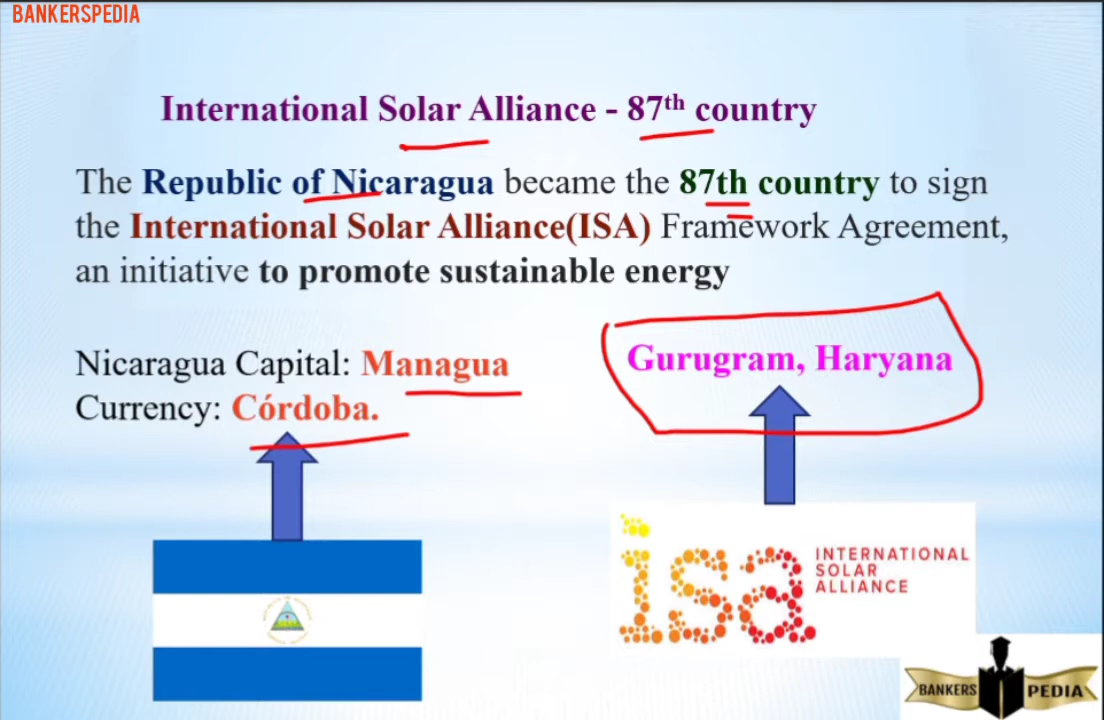 BANKERSPEDIA
International Solar Alliance - 87th country
The Republic of Nicaragua became the 87th country to sign
the International Solar Alliance(ISA) Framework Agreement,
an initiative to promote sustainable energy
Nicaragua Capital: Managua
Currency: Córdoba.
Gurugram, Haryana
isa
INTERNATIONAL
SOLAR
ALLIANCE
BANKERS PEDIA